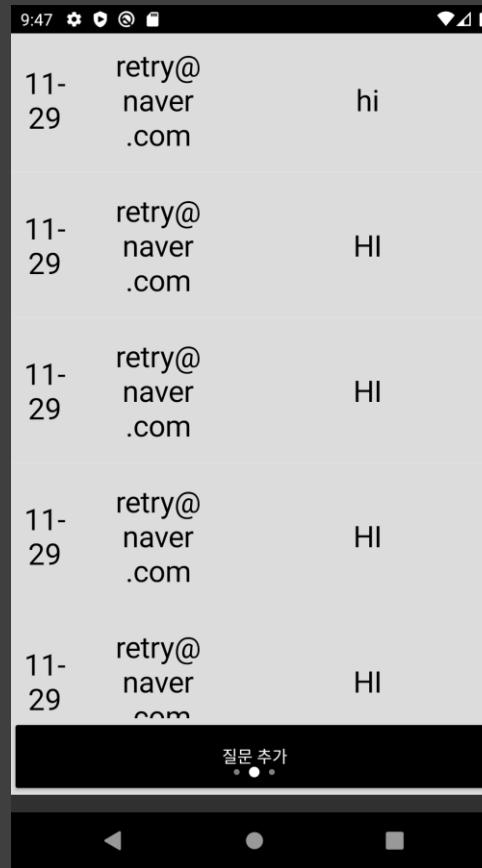 9:47
11-
29
retry@
naver
.com
hi
11-
29
retry@
naver
.com
HI
11-
29
retry@
naver
.com
HI
11-
29
retry@
naver
.com
HI
11-
29
retry@
naver
.com
HI
질문 추가